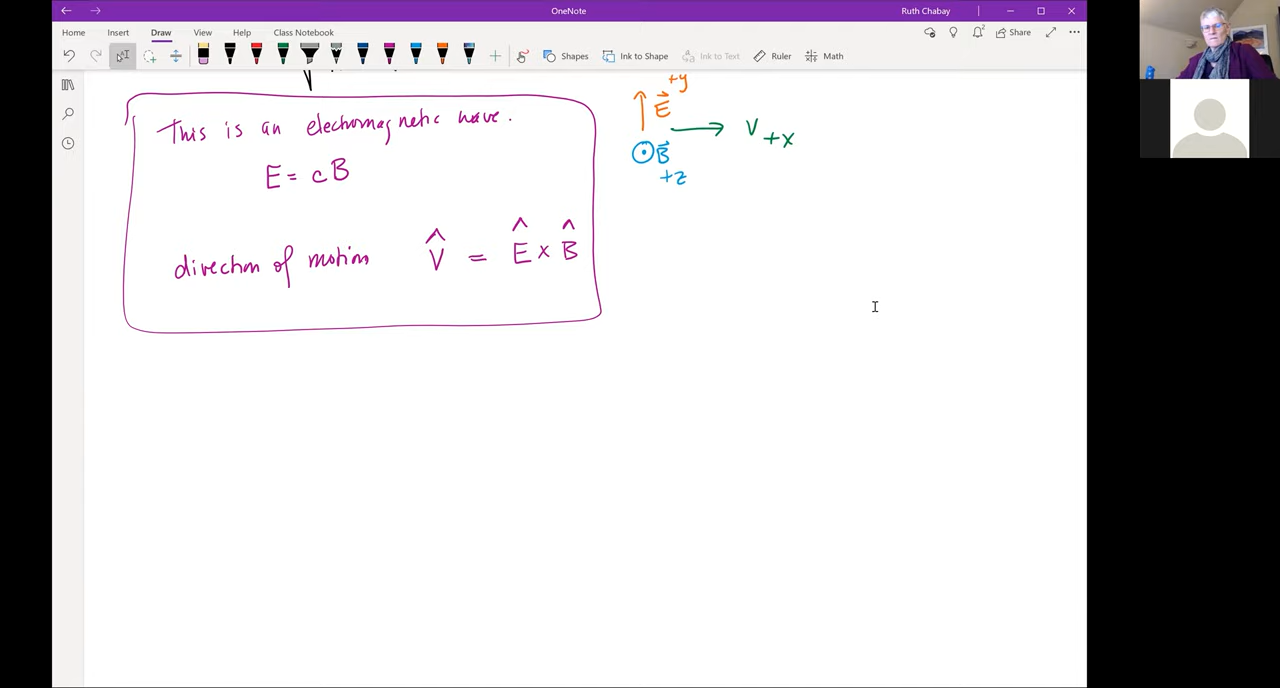 OneNote
Ruth Chabay
Home Insert Draw View Help Class Notebook
Share
Shapes Ink to Shape Ink to Text Ruler Math
This is an electromagnetic wave.
E = cB
direction of motion V̂ = Ê × B̂
+y
E⃗
V +x
B⃗
+z